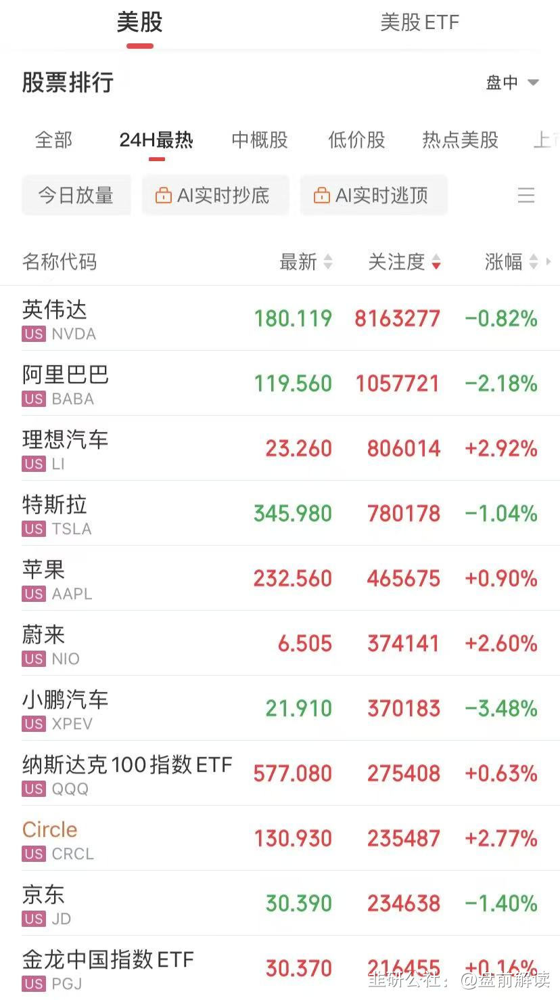 美股 美股ETF
股票排行 盘中
全部 24H最热 中概股 低价股 热点美股 上
今日放量 AI实时抄底 AI实时逃顶
名称代码 最新 关注度 涨幅
英伟达 180.119 8163277 -0.82%
US NVDA
阿里巴巴 119.560 1057721 -2.18%
US BABA
理想汽车 23.260 806014 +2.92%
US LI
特斯拉 345.980 780178 -1.04%
US TSLA
苹果 232.560 465675 +0.90%
US AAPL
蔚来 6.505 374141 +2.60%
US NIO
小鹏汽车 21.910 370183 -3.48%
US XPEV
纳斯达克100指数ETF 577.080 275408 +0.63%
US QQQ
Circle 130.930 235487 +2.77%
US CRCL
京东 30.390 234638 -1.40%
US JD
金龙中国指数ETF 30.370 216455 +0.16%
US PGJ
韭研公社：@盘前解读